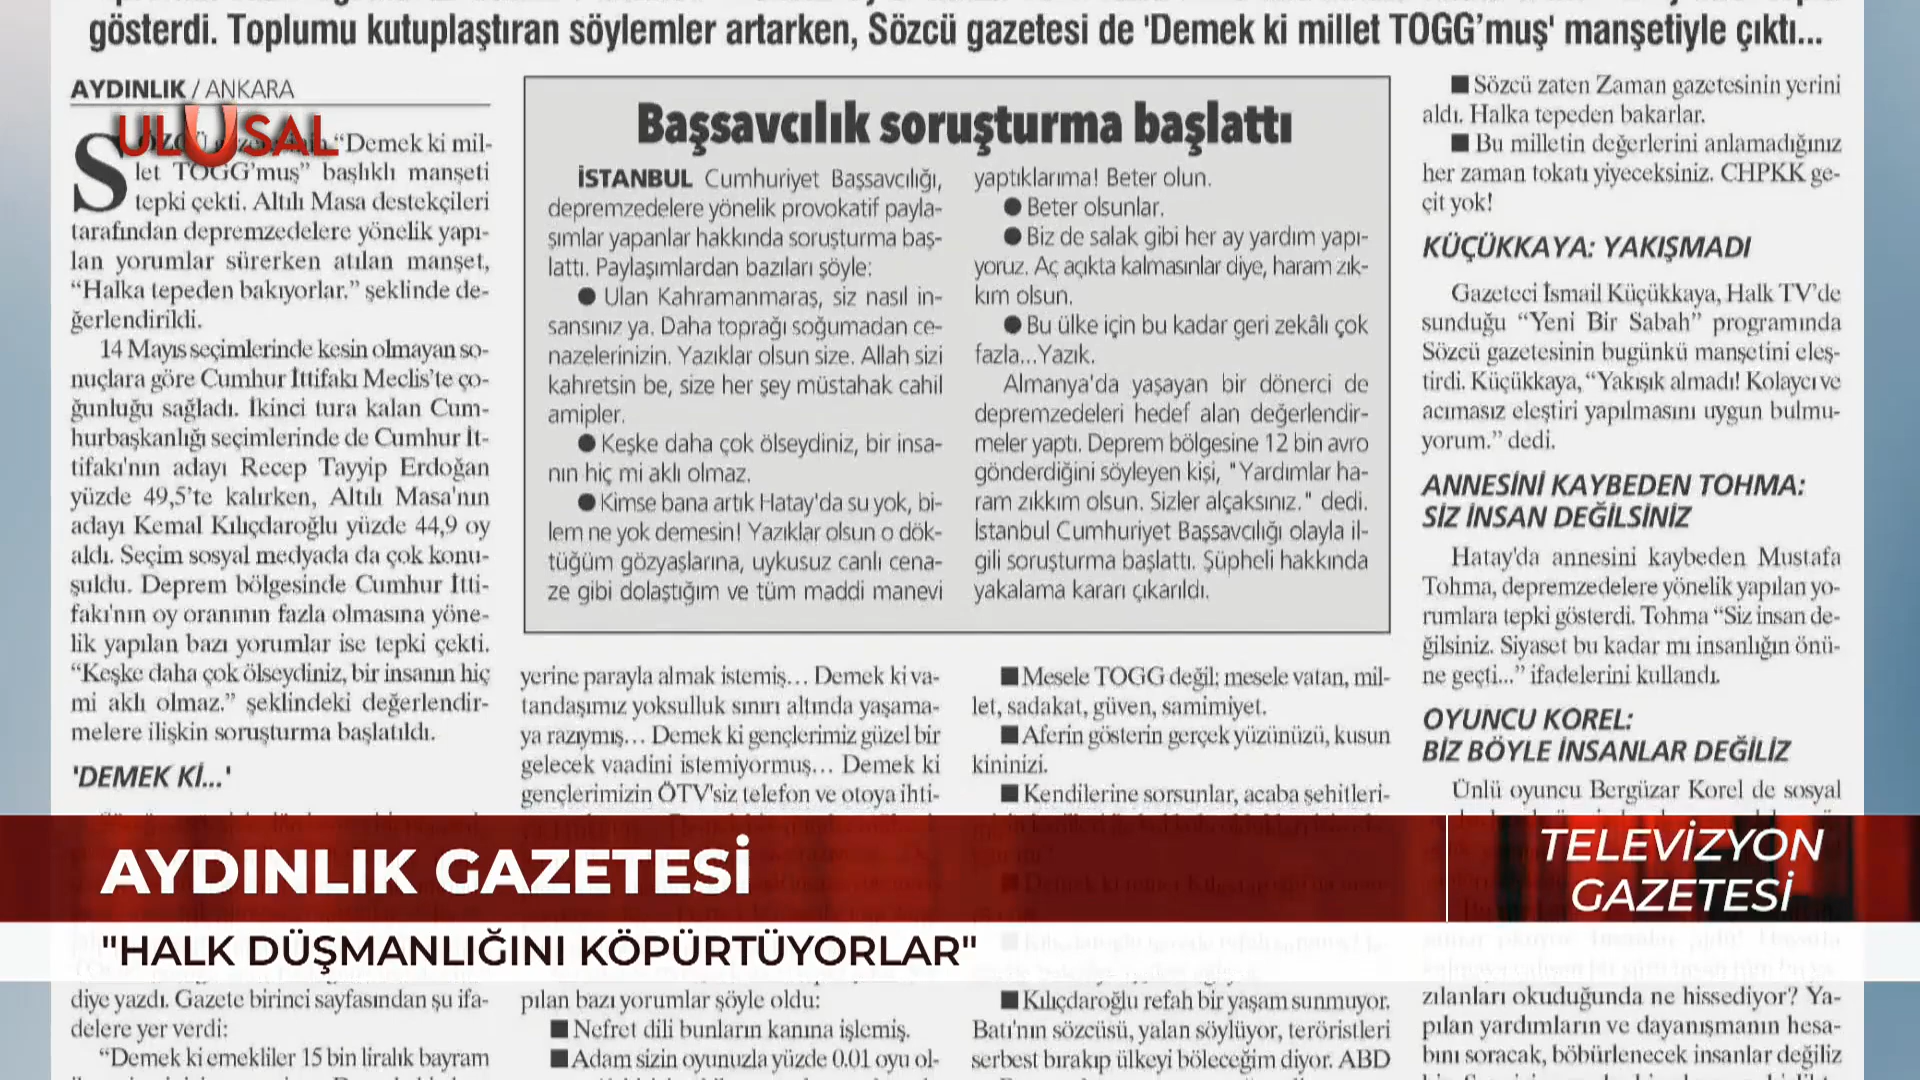 gösterdi. Toplumu kutuplaştıran söylemler artarken, Sözcü gazetesi de 'Demek ki millet TOGG’muş' manşetiyle çıktı...
AYDINLIK / ANKARA
ULUSAL
“Demek ki mil-
let TOGG’muş” başlıklı manşeti
tepki çekti. Altılı Masa destekçileri
tarafından depremzedelere yönelik yapı-
lan yorumlar sürerken atılan manşet,
“Halka tepeden bakıyorlar.” şeklinde de-
ğerlendirildi.
14 Mayıs seçimlerinde kesin olmayan so-
nuçlara göre Cumhur İttifakı Meclis’te ço-
ğunluğu sağladı. İkinci tura kalan Cum-
hurbaşkanlığı seçimlerinde de Cumhur İt-
tifakı'nın adayı Recep Tayyip Erdoğan
yüzde 49,5’te kalırken, Altılı Masa'nın
adayı Kemal Kılıçdaroğlu yüzde 44,9 oy
aldı. Seçim sosyal medyada da çok konu-
şuldu. Deprem bölgesinde Cumhur İtti-
fakı'nın oy oranının fazla olmasına yöne-
lik yapılan bazı yorumlar ise tepki çekti.
“Keşke daha çok ölseydiniz, bir insanın hiç
mi aklı olmaz.” şeklindeki değerlendir-
melere ilişkin soruşturma başlatıldı.
'DEMEK Kİ...'
diye yazdı. Gazete birinci sayfasından şu ifa-
delere yer verdi:
“Demek ki emekliler 15 bin liralık bayram
Başsavcılık soruşturma başlattı
İSTANBUL Cumhuriyet Başsavcılığı,
depremzedelere yönelik provokatif payla-
şımlar yapanlar hakkında soruşturma baş-
lattı. Paylaşımlardan bazıları şöyle:
● Ulan Kahramanmaraş, siz nasıl in-
sansınız ya. Daha toprağı soğumadan ce-
nazelerinizin. Yazıklar olsun size. Allah sizi
kahretsin be, size her şey müstahak cahil
amipler.
● Keşke daha çok ölseydiniz, bir insa-
nın hiç mi aklı olmaz.
● Kimse bana artık Hatay'da su yok, bi-
lem ne yok demesin! Yazıklar olsun o dök-
tüğüm gözyaşlarına, uykusuz canlı cena-
ze gibi dolaştığım ve tüm maddi manevi
yaptıklarıma! Beter olun.
● Beter olsunlar.
● Biz de salak gibi her ay yardım yapı-
yoruz. Aç açıkta kalmasınlar diye, haram zık-
kım olsun.
● Bu ülke için bu kadar geri zekâlı çok
fazla...Yazık.
Almanya'da yaşayan bir dönerci de
depremzedeleri hedef alan değerlendir-
meler yaptı. Deprem bölgesine 12 bin avro
gönderdiğini söyleyen kişi, "Yardımlar ha-
ram zıkkım olsun. Sizler alçaksınız." dedi.
İstanbul Cumhuriyet Başsavcılığı olayla il-
gili soruşturma başlattı. Şüpheli hakkında
yakalama kararı çıkarıldı.
yerine parayla almak istemiş... Demek ki va-
tandaşımız yoksulluk sınırı altında yaşama-
ya razıymış... Demek ki gençlerimiz güzel bir
gelecek vaadini istemiyormuş... Demek ki
gençlerimizin ÖTV'siz telefon ve otoya ihti-
pılan bazı yorumlar şöyle oldu:
■ Nefret dili bunların kanına işlemiş.
■ Adam sizin oyunuzla yüzde 0.01 oyu ol-
■ Mesele TOGG değil; mesele vatan, mil-
let, sadakat, güven, samimiyet.
■ Aferin gösterin gerçek yüzünüzü, kusun
kininizi.
■ Kendilerine sorsunlar, acaba şehitleri-
■ Kılıçdaroğlu refah bir yaşam sunmuyor.
Batı'nın sözcüsü, yalan söylüyor, teröristleri
serbest bırakıp ülkeyi böleceğim diyor. ABD
■ Sözcü zaten Zaman gazetesinin yerini
aldı. Halka tepeden bakarlar.
■ Bu milletin değerlerini anlamadığınız
her zaman tokatı yiyeceksiniz. CHPKK ge-
çit yok!
KÜÇÜKKAYA: YAKIŞMADI
Gazeteci İsmail Küçükkaya, Halk TV’de
sunduğu “Yeni Bir Sabah” programında
Sözcü gazetesinin bugünkü manşetini eleş-
tirdi. Küçükkaya, “Yakışık almadı! Kolaycı ve
acımasız eleştiri yapılmasını uygun bulmu-
yorum.” dedi.
ANNESİNİ KAYBEDEN TOHMA:
SİZ İNSAN DEĞİLSİNİZ
Hatay'da annesini kaybeden Mustafa
Tohma, depremzedelere yönelik yapılan yo-
rumlara tepki gösterdi. Tohma “Siz insan de-
ğilsiniz. Siyaset bu kadar mı insanlığın önü-
ne geçti...” ifadelerini kullandı.
OYUNCU KOREL:
BİZ BÖYLE İNSANLAR DEĞİLİZ
Ünlü oyuncu Bergüzar Korel de sosyal
zılanları okuduğunda ne hissediyor? Ya-
pılan yardımların ve dayanışmanın hesa-
bını soracak, böbürlenecek insanlar değiliz
AYDINLIK GAZETESİ
TELEVİZYON
GAZETESİ
"HALK DÜŞMANLIĞINI KÖPÜRTÜYORLAR"